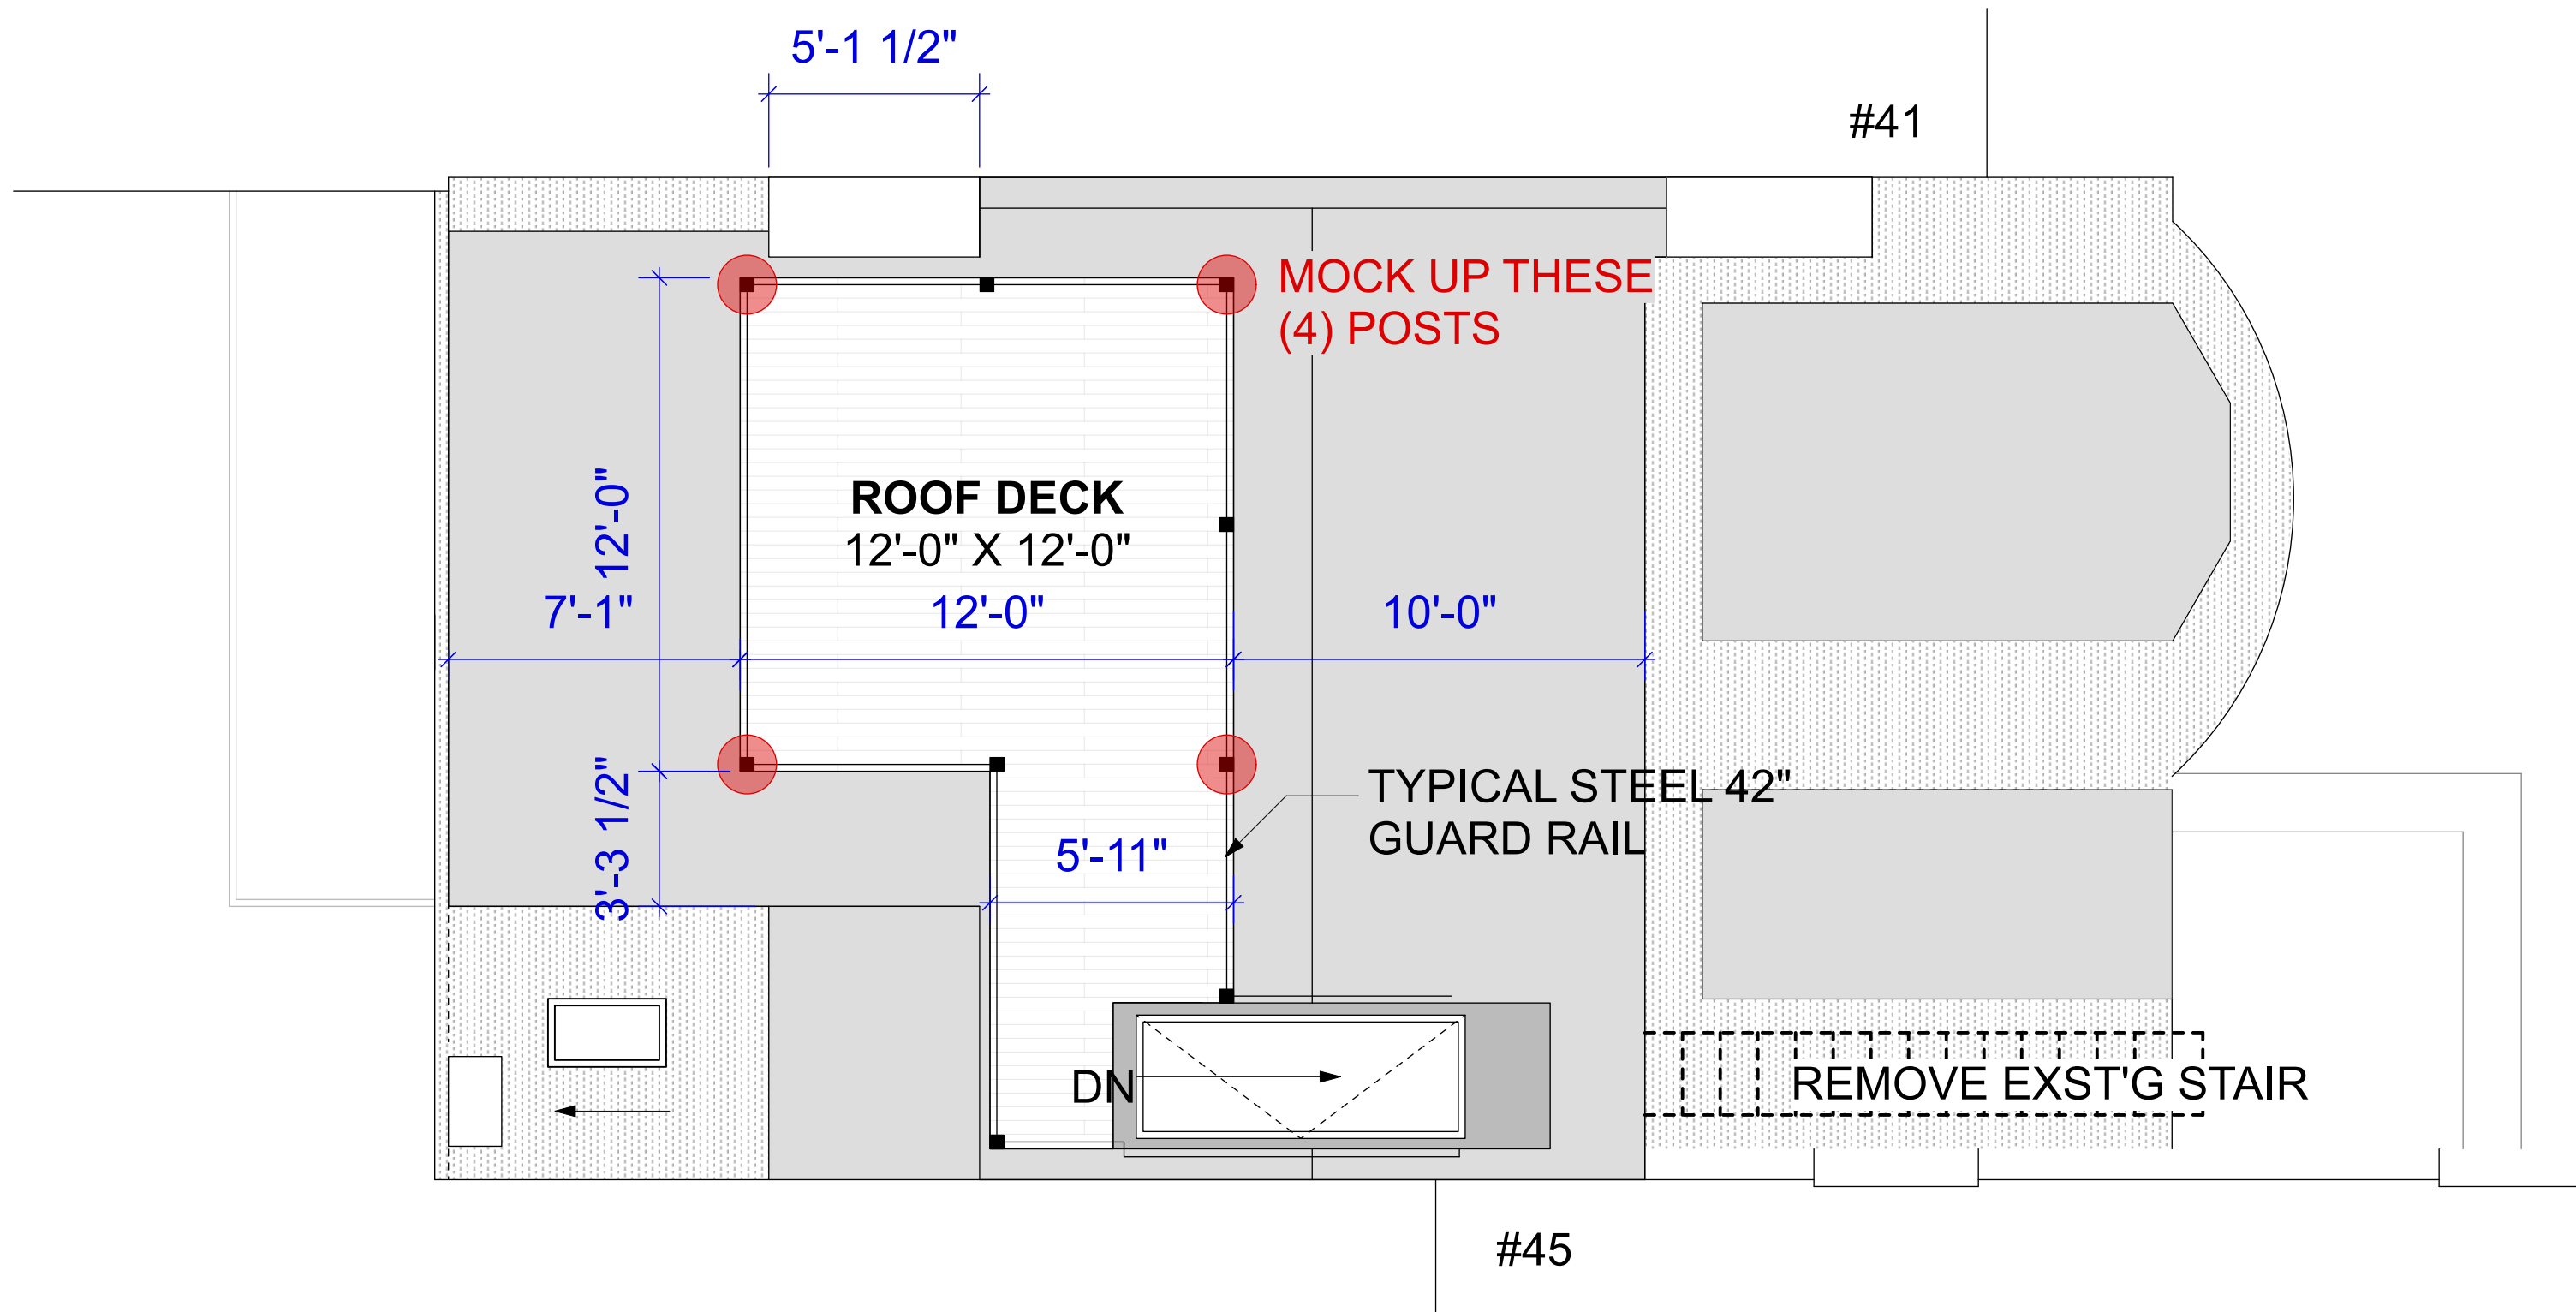 5'-1 1/2"
#41
MOCK UP THESE
(4) POSTS
12'-0"
ROOF DECK
12'-0" X 12'-0"
7'-1"
12'-0"
10'-0"
3'-3 1/2"
TYPICAL STEEL 42"
GUARD RAIL
5'-11"
DN
REMOVE EXST'G STAIR
#45